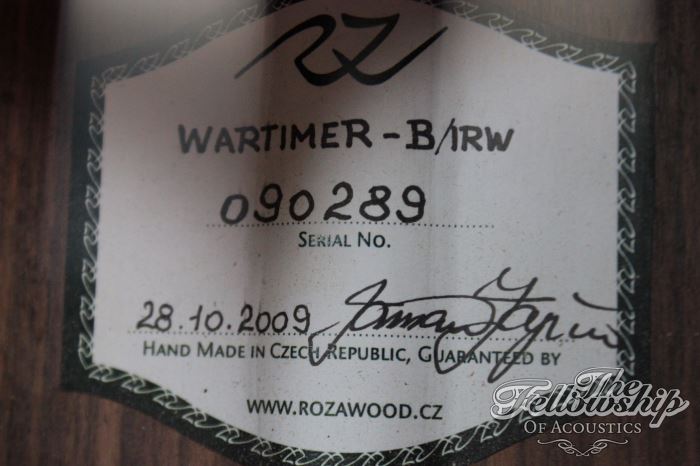 RZ
WARTIMER - B/IRW
090289
SERIAL NO.
28.10.2009
HAND MADE IN CZECH REPUBLIC, GUARANTEED BY
WWW.ROZAWOOD.CZ
The
Fellowship
OF ACOUSTICS